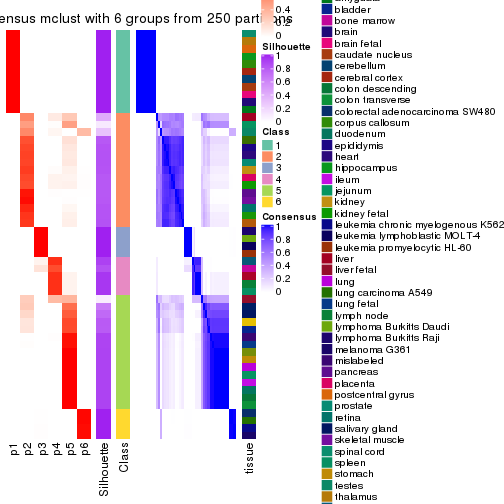 ensus mclust with 6 groups from 250 partitions
0.4
0.2
0
Silhouette
1
0.8
0.6
0.4
0.2
0
Class
1
2
3
4
5
6
Consensus
1
0.8
0.6
0.4
0.2
0
bladder
bone marrow
brain
brain fetal
caudate nucleus
cerebellum
cerebral cortex
colon descending
colon transverse
colorectal adenocarcinoma SW480
corpus callosum
duodenum
epididymis
heart
hippocampus
ileum
jejunum
kidney
kidney fetal
leukemia chronic myelogenous K562
leukemia lymphoblastic MOLT-4
leukemia promyelocytic HL-60
liver
liver fetal
lung
lung carcinoma A549
lung fetal
lymph node
lymphoma Burkitts Daudi
lymphoma Burkitts Raji
melanoma G361
mislabeled
pancreas
placenta
postcentral gyrus
prostate
retina
salivary gland
skeletal muscle
spinal cord
spleen
stomach
testes
thalamus
p1
p2
p3
p4
p5
p6
Silhouette
Class
tissue